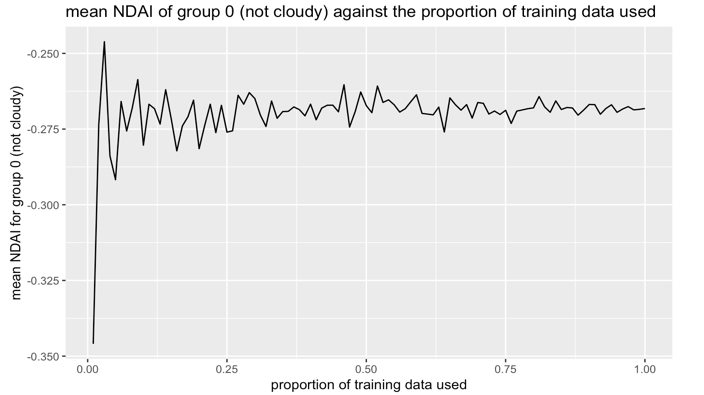 mean NDAI of group 0 (not cloudy) against the proportion of training data used
mean NDAI for group 0 (not cloudy)
-0.250
-0.275
-0.300
-0.325
-0.350
0.00 0.25 0.50 0.75 1.00
proportion of training data used